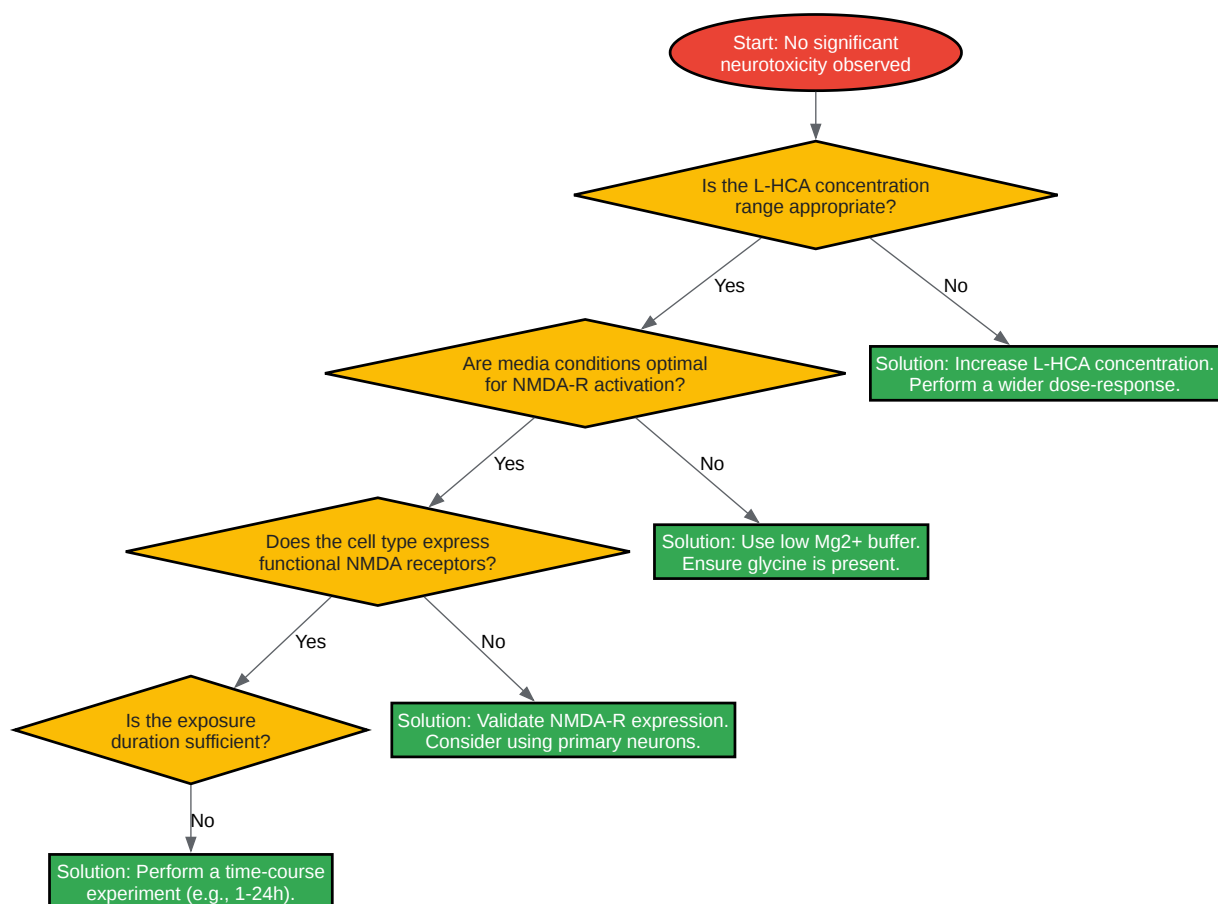 Start: No significant
neurotoxicity observed
Is the L-HCA concentration
range appropriate?
Yes
No
Are media conditions optimal
for NMDA-R activation?
Solution: Increase L-HCA concentration.
Perform a wider dose-response.
Yes
No
Does the cell type express
functional NMDA receptors?
Solution: Use low Mg2+ buffer.
Ensure glycine is present.
Yes
No
Is the exposure
duration sufficient?
Solution: Validate NMDA-R expression.
Consider using primary neurons.
No
Solution: Perform a time-course
experiment (e.g., 1-24h).